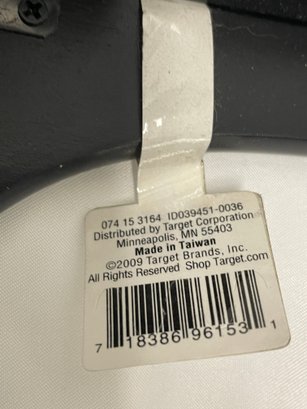 074 15 3164 ID039451-0036
Distributed by Target Corporation
Minneapolis, MN 55403
Made in Taiwan
©2009 Target Brands, Inc.
All Rights Reserved Shop Target.com
7 18386 96153 1